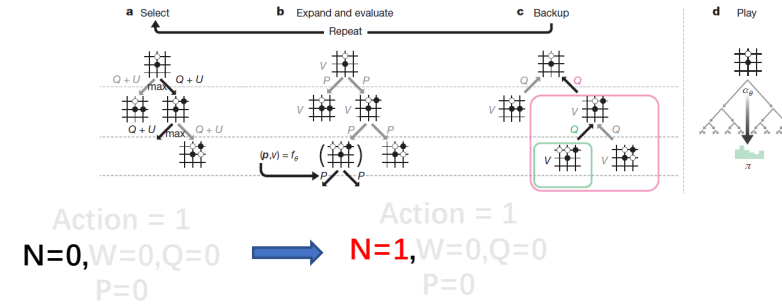 a Select
b Expand and evaluate
c Backup
d Play
Repeat
Q + U
max
Q + U
Q + U
max
Q + U
V
P
P
V
V
P
P
(p,v) = fθ
P
P
Q
Q
V
V
Q
Q
V
V
αθ
π
Action = 1
N=0,W=0,Q=0
P=0
Action = 1
N=1,W=0,Q=0
P=0